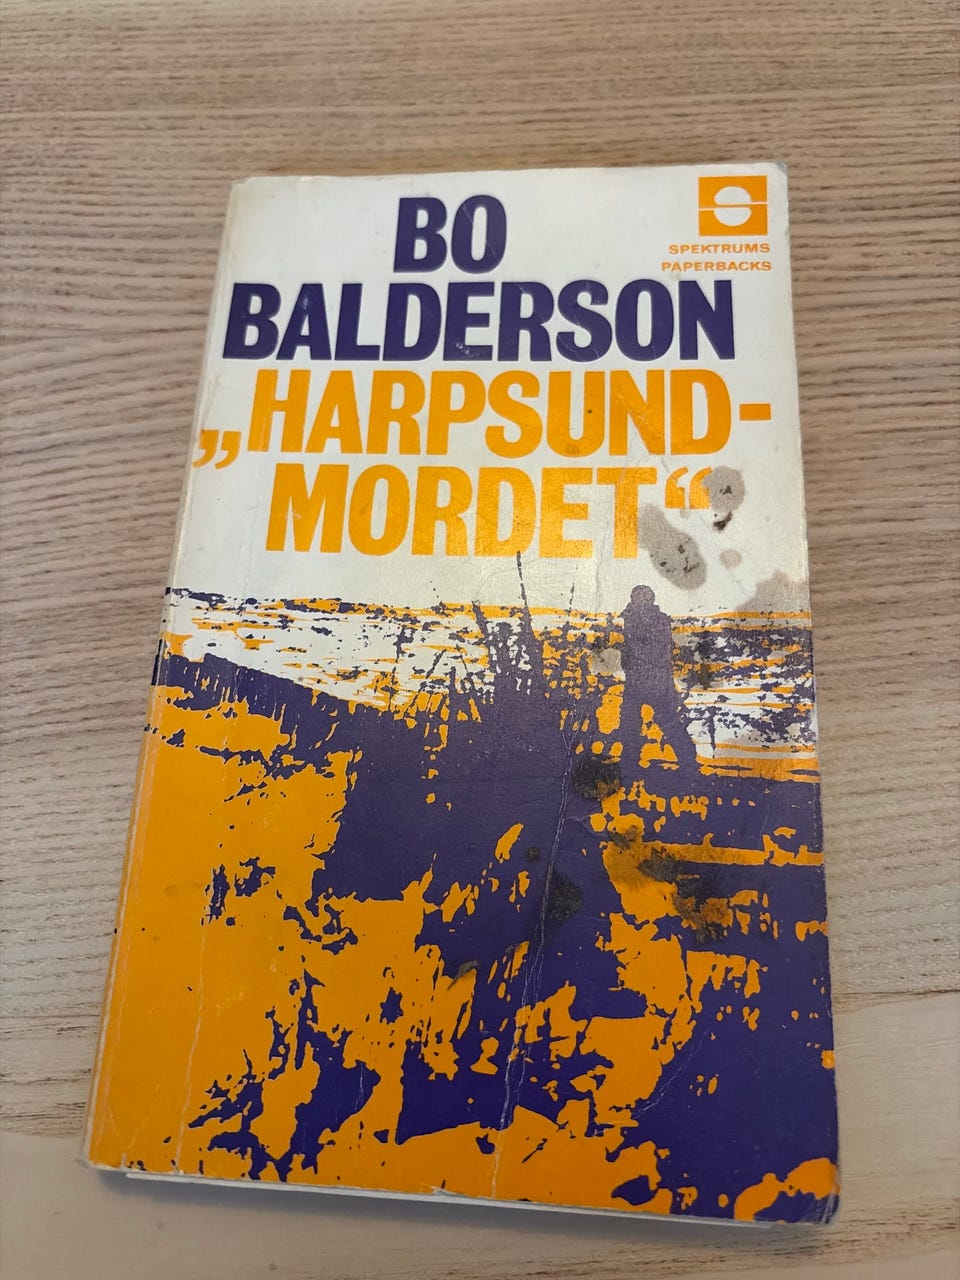 BO
BALDERSON
„HARPSUND-
MORDET“
SPEKTRUMS
PAPERBACKS